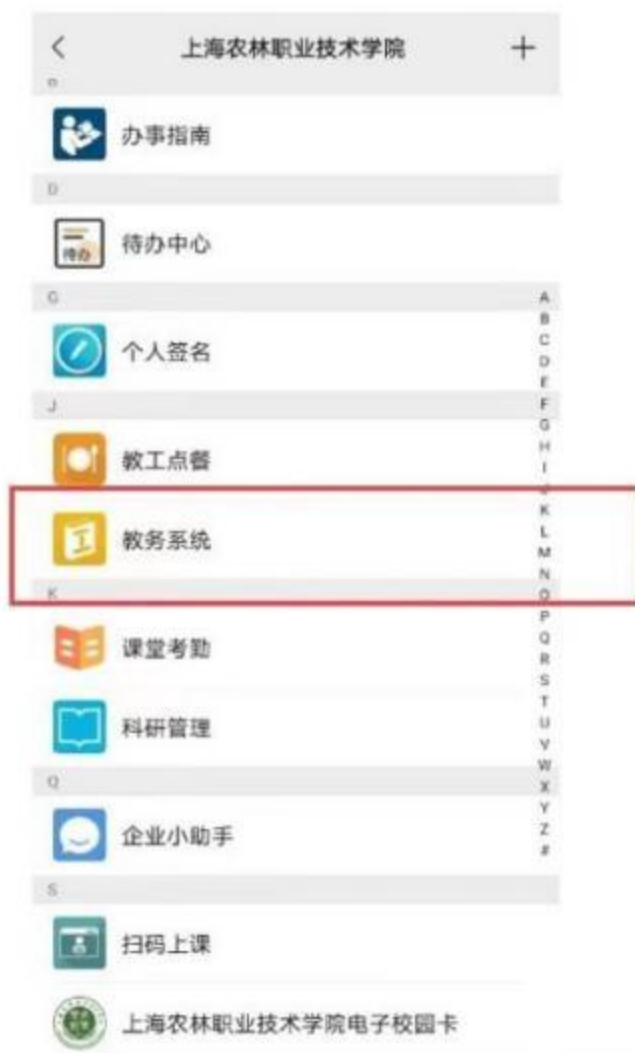 上海农林职业技术学院
办事指南
D
待办
待办中心
G
个人签名
J
教工点餐
教务系统
K
课堂考勤
科研管理
Q
企业小助手
S
扫码上课
上海农林职业技术学院电子校园卡
A
B
C
D
E
F
G
H
I
J
K
L
M
N
O
P
Q
R
S
T
U
V
W
X
Y
Z
#